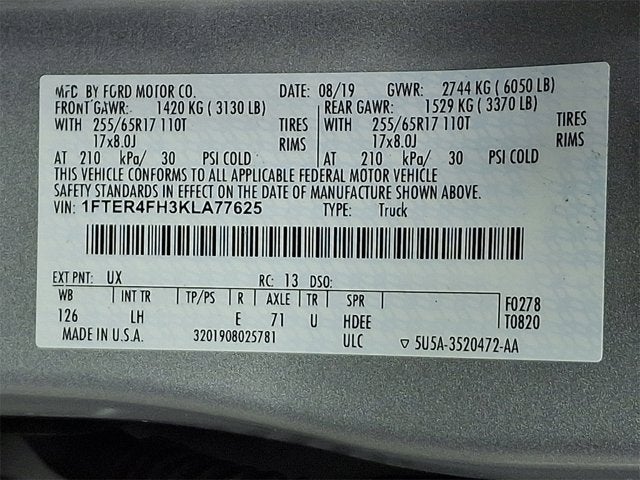 MFD BY FORD MOTOR CO. DATE: 08/19 GVWR: 2744 KG ( 6050 LB)
FRONT GAWR: 1420 KG ( 3130 LB) REAR GAWR: 1529 KG ( 3370 LB)
WITH 255/65R17 110T TIRES WITH 255/65R17 110T TIRES
17x8.0J RIMS 17x8.0J RIMS
AT 210 kPa/ 30 PSI COLD AT 210 kPa/ 30 PSI COLD
THIS VEHICLE CONFORMS TO ALL APPLICABLE FEDERAL MOTOR VEHICLE
SAFETY STANDARDS IN EFFECT ON THE DATE OF MANUFACTURE SHOWN ABOVE.
VIN: 1FTER4FH3KLA77625 TYPE: Truck
EXT PNT: UX RC: 13 DSO:
WB INT TR TP/PS R AXLE TR SPR F0278
126 LH E 71 U HDEE T0820
MADE IN U.S.A. 3201908025781 ULC ▽ 5U5A-3520472-AA